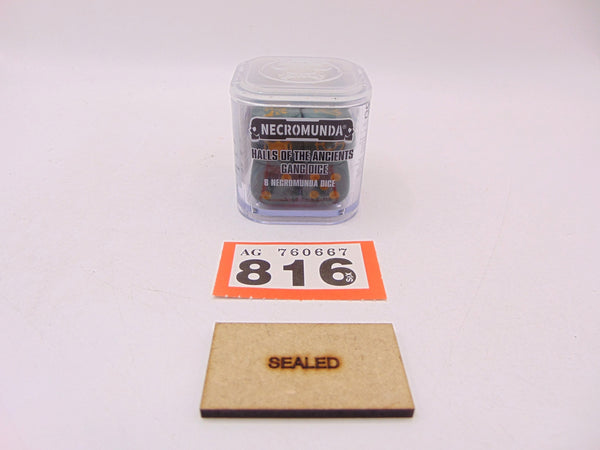 NECROMUNDA
HALLS OF THE ANCIENTS
GANG DICE
8 NECROMUNDA DICE
AG 760667
816
SEALED